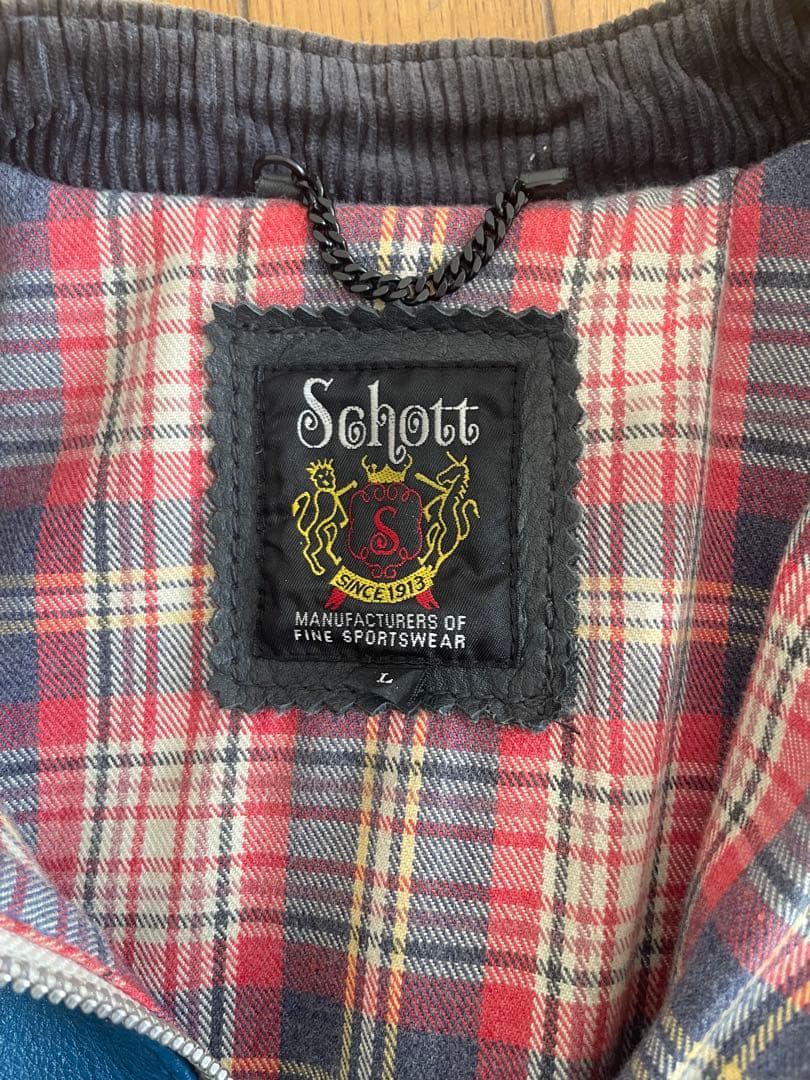 Schott
S
SINCE 1913
MANUFACTURERS OF
FINE SPORTSWEAR
L